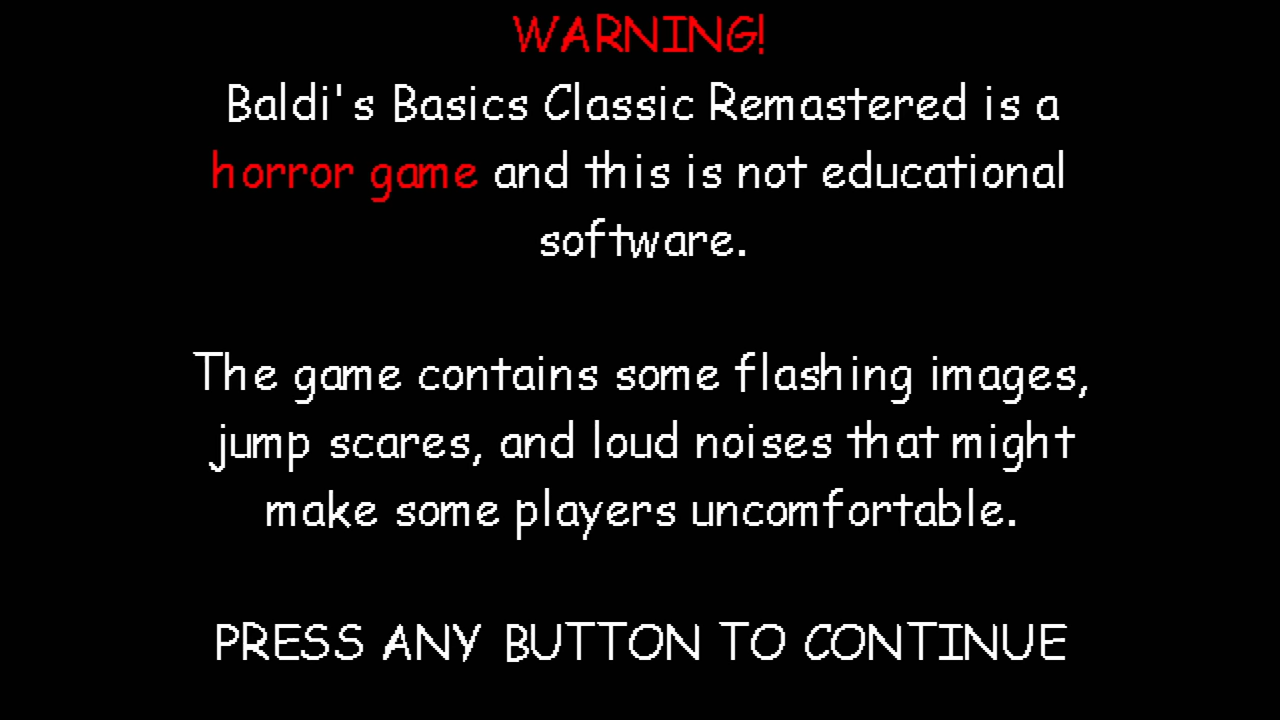 WARNING!
Baldi's Basics Classic Remastered is a
horror game and this is not educational
software.
The game contains some flashing images,
jump scares, and loud noises that might
make some players uncomfortable.
PRESS ANY BUTTON TO CONTINUE